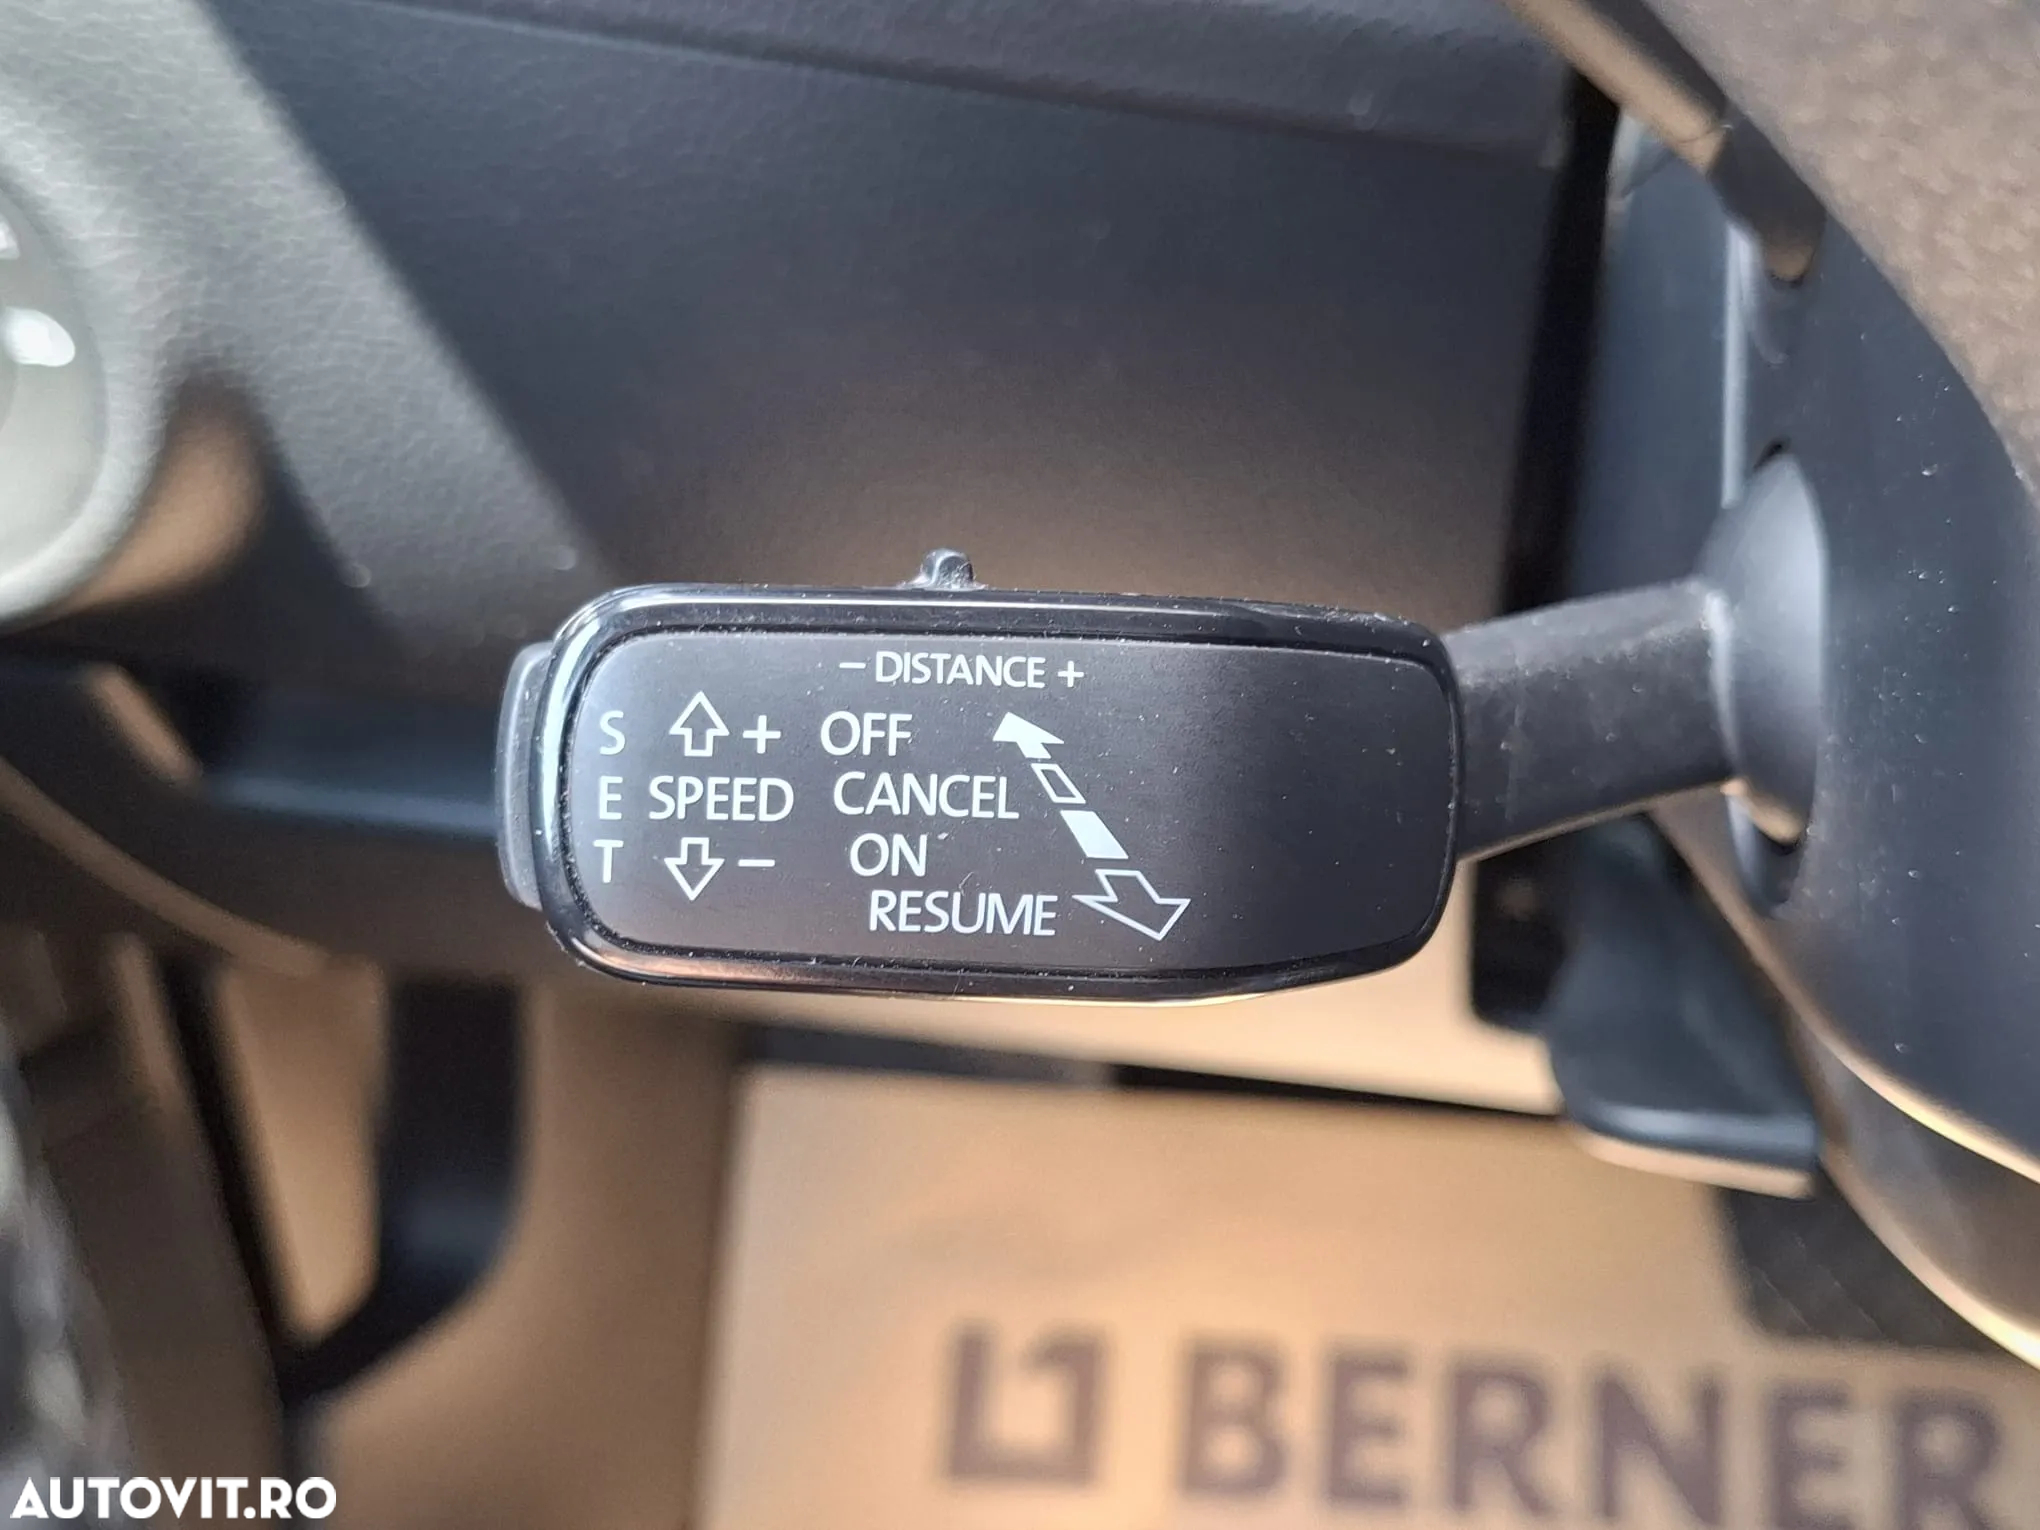 − DISTANCE +
S + OFF
E SPEED CANCEL
T − ON
RESUME
BERNER
AUTOVIT.RO